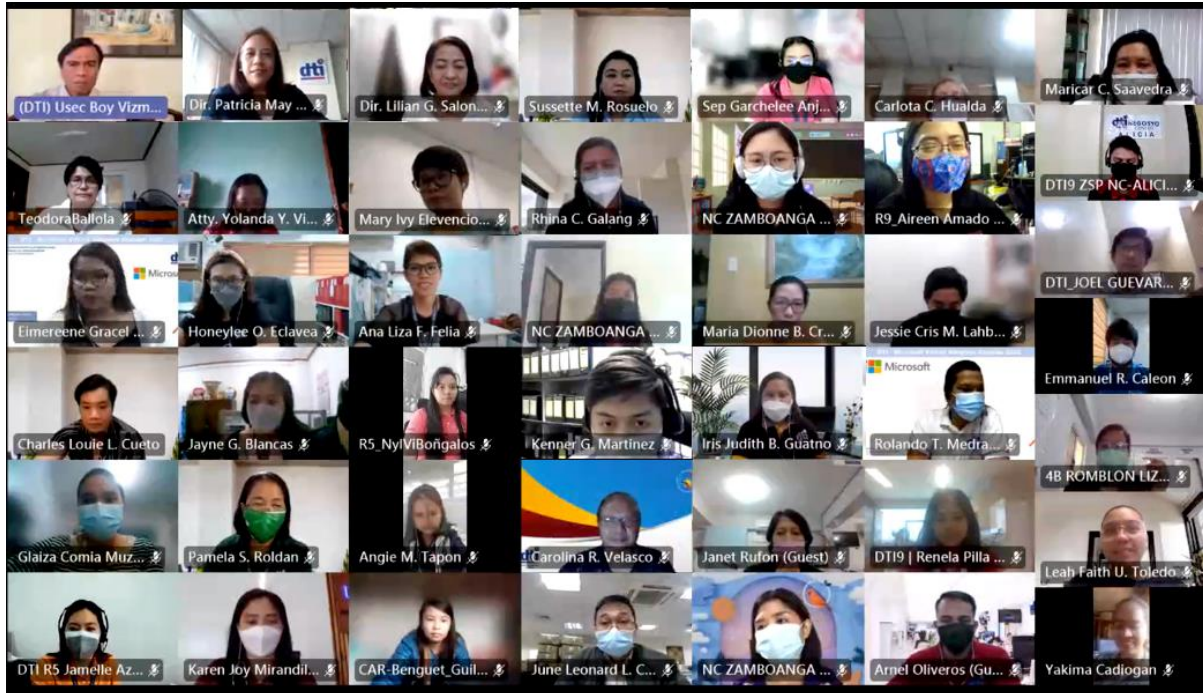 (DTI) Usec Boy Vizm...
dti
Dir. Patricia May ...
Dir. Lilian G. Salon...
Sussette M. Rosuelo
Sep Garchelee Anj...
Carlota C. Hualda
Maricar C. Saavedra
TeodoraBallola
Atty. Yolanda Y. Vi...
Mary Ivy Elevencio...
Rhina C. Galang
NC ZAMBOANGA ...
R9_Aireen Amado ...
NEGOSYO
CENTER
ALICIA
DTI9 ZSP NC-ALICI...
Eimereene Gracel ...
Honeylee O. Eclavea
Ana Liza F. Felia
NC ZAMBOANGA ...
Maria Dionne B. Cr...
Jessie Cris M. Lahb...
DTI_JOEL GUEVAR...
Charles Louie L. Cueto
Jayne G. Blancas
R5_NylViBoñgalos
Kenner G. Martinez
Iris Judith B. Guatno
Microsoft
Rolando T. Medra...
Emmanuel R. Caleon
Glaiza Comia Muz...
Pamela S. Roldan
Angie M. Tapon
Carolina R. Velasco
Janet Rufon (Guest)
DTI9 | Renela Pilla ...
4B ROMBLON LIZ...
Leah Faith U. Toledo
DTI R5 Jamelle Az...
Karen Joy Mirandil...
CAR-Benguet_Guil...
June Leonard L. C...
NC ZAMBOANGA ...
Arnel Oliveros (Gu...
Yakima Cadiogan